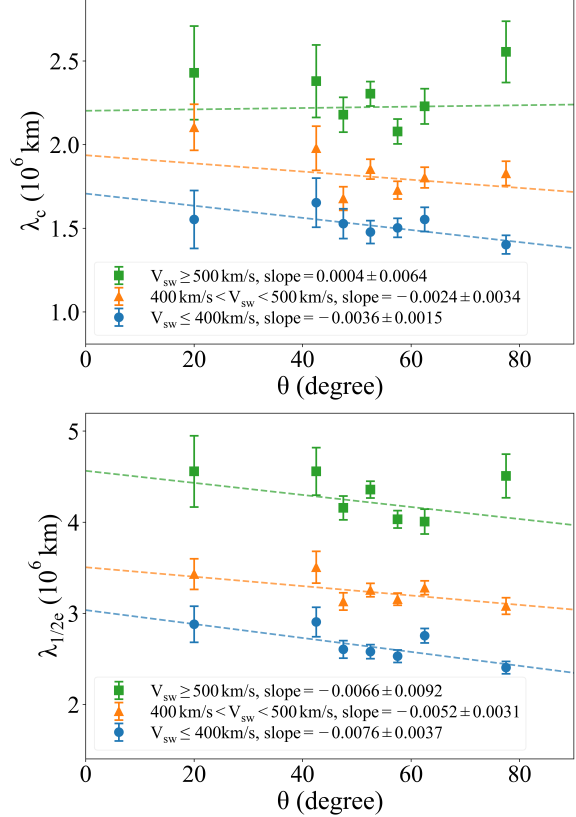 2.5
2.0
1.5
1.0
λc (10⁶ km)
V_sw ≥ 500 km/s, slope = 0.0004 ± 0.0064
400 km/s < V_sw < 500 km/s, slope = −0.0024 ± 0.0034
V_sw ≤ 400km/s, slope = −0.0036 ± 0.0015
0 20 40 60 80
θ (degree)
5
4
3
2
λ1/2e (10⁶ km)
V_sw ≥ 500 km/s, slope = −0.0066 ± 0.0092
400 km/s < V_sw < 500 km/s, slope = −0.0052 ± 0.0031
V_sw ≤ 400km/s, slope = −0.0076 ± 0.0037
0 20 40 60 80
θ (degree)